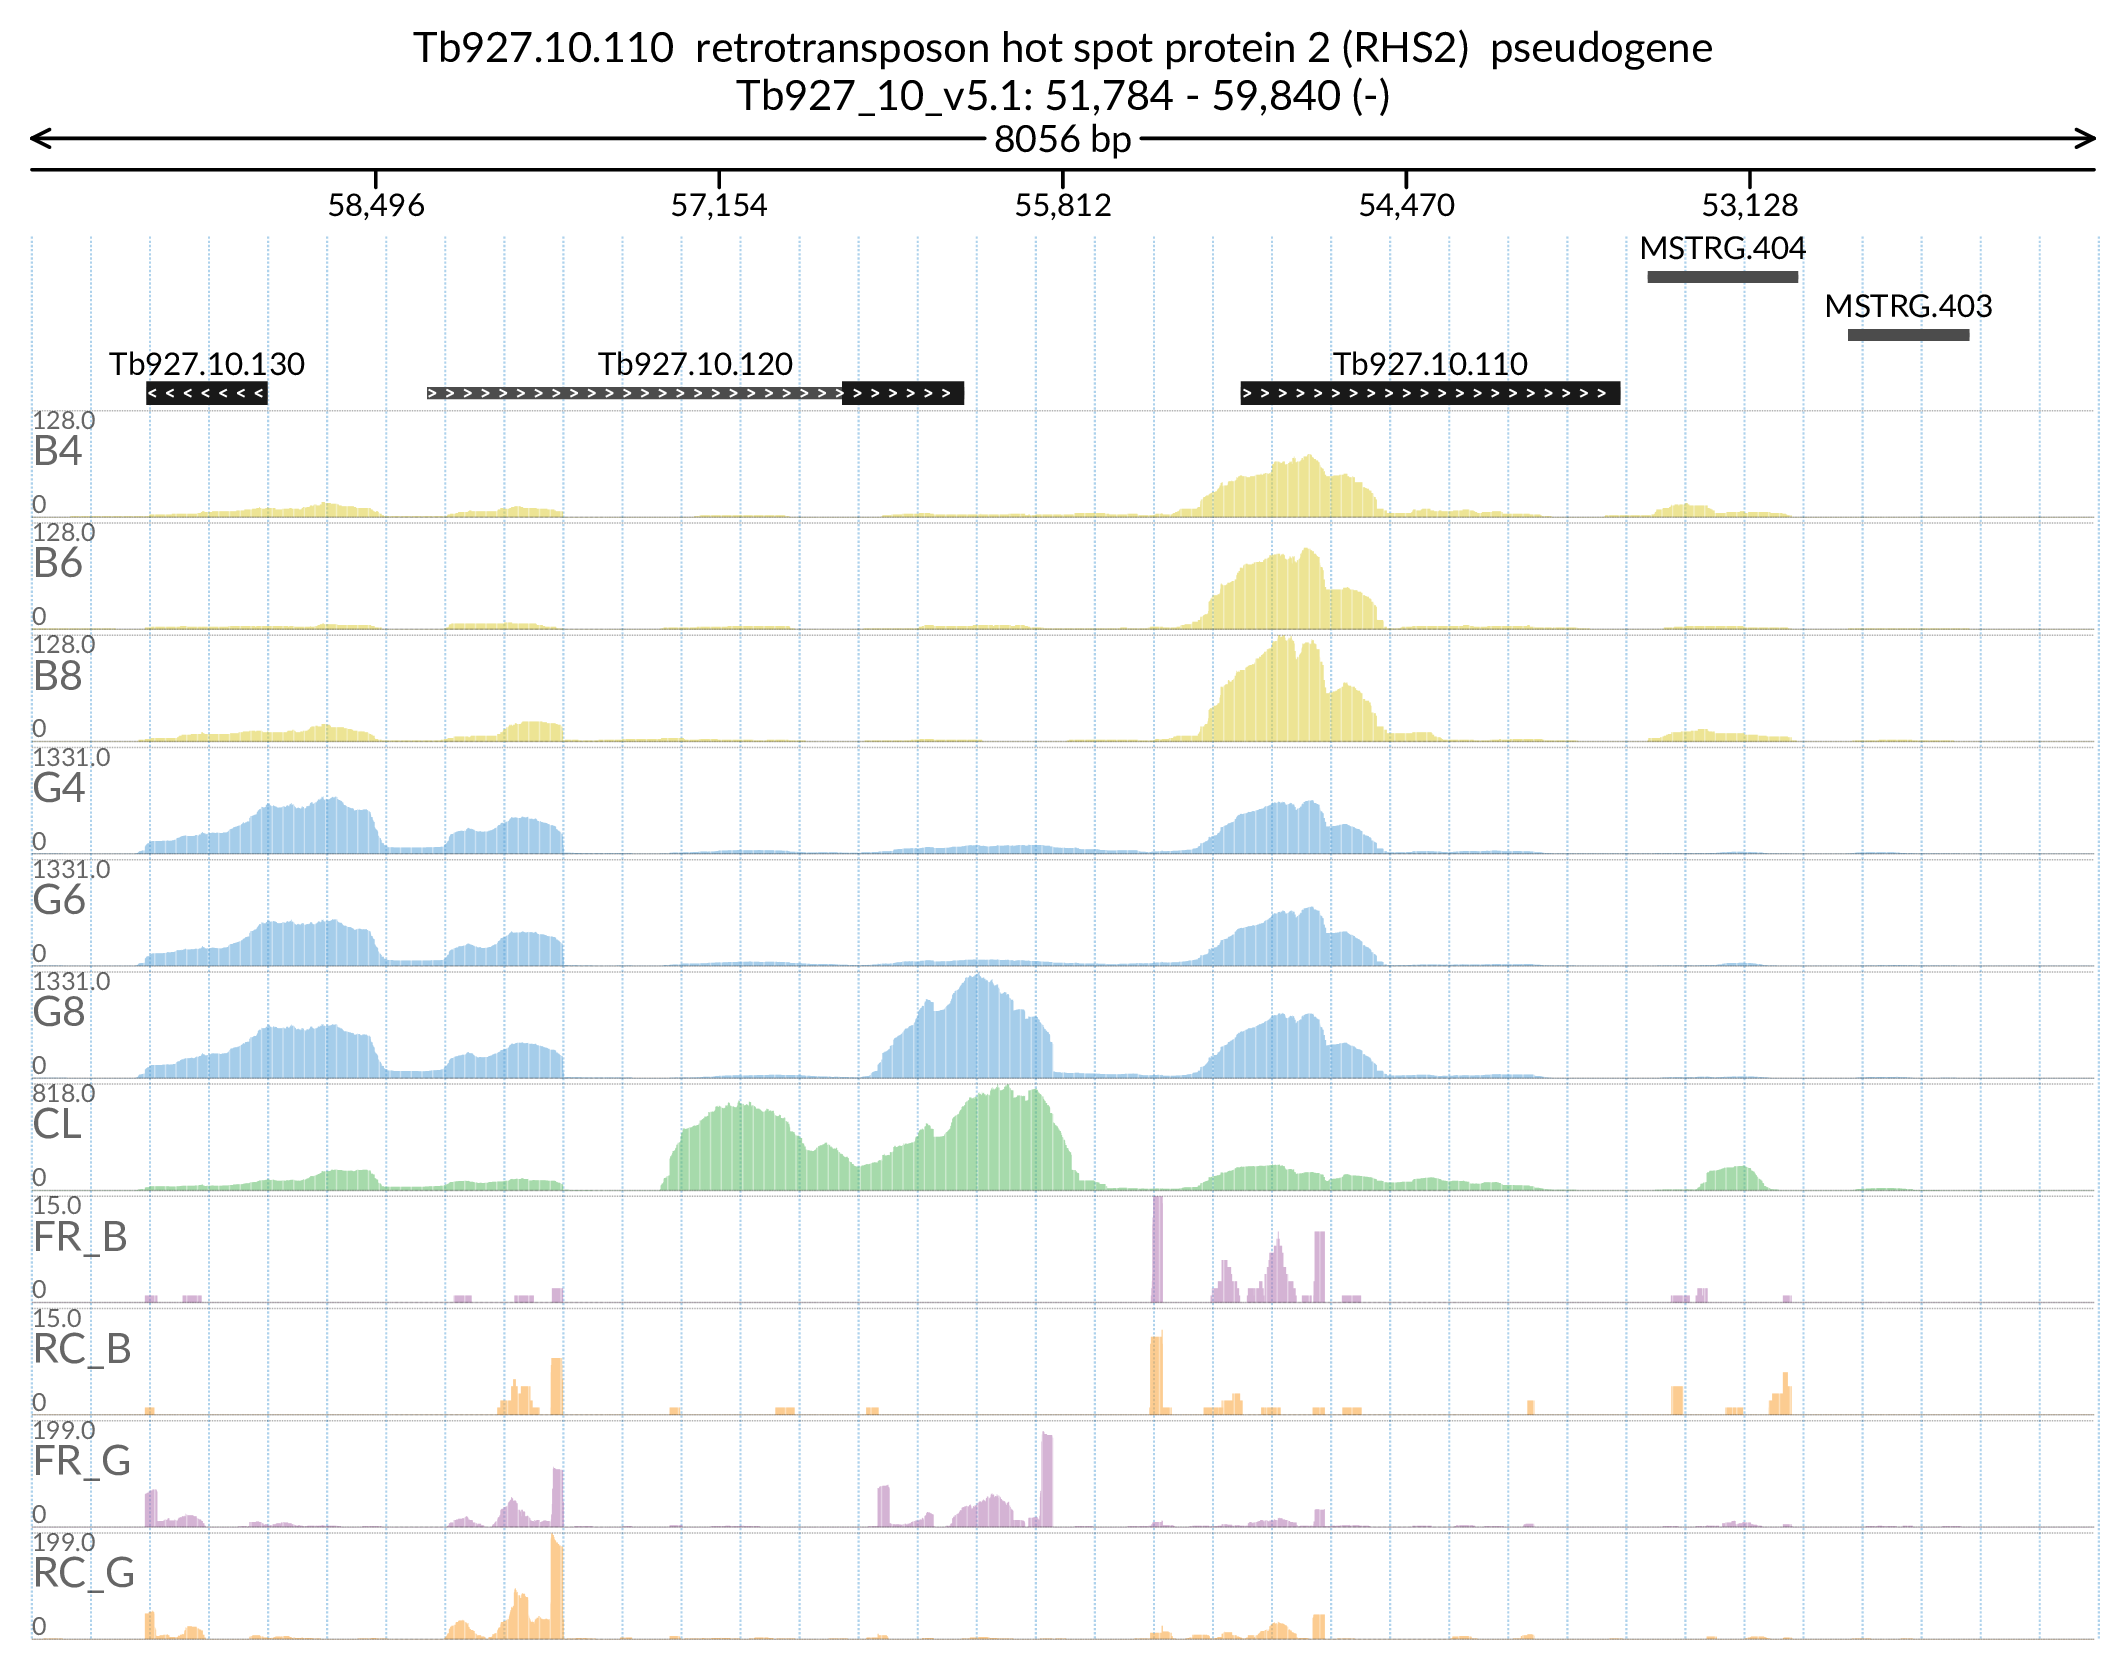 Tb927.10.110 retrotransposon hot spot protein 2 (RHS2) pseudogene
Tb927_10_v5.1: 51,784 - 59,840 (-)
8056 bp
58,496 57,154 55,812 54,470 53,128
MSTRG.404
MSTRG.403
Tb927.10.130 Tb927.10.120 Tb927.10.110
128.0
B4
0
128.0
B6
0
128.0
B8
0
1331.0
G4
0
1331.0
G6
0
1331.0
G8
0
818.0
CL
0
15.0
FR_B
0
15.0
RC_B
0
199.0
FR_G
0
199.0
RC_G
0